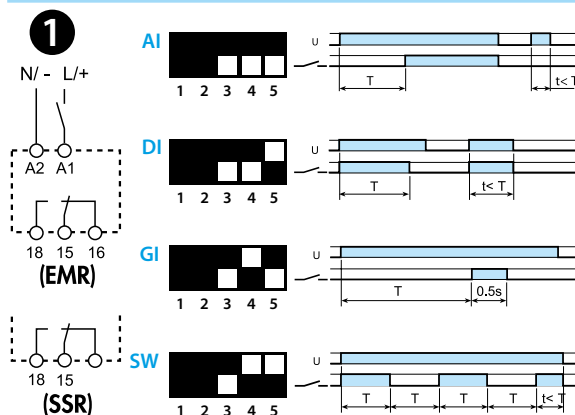 1
N/ - L/+
A2 A1
18 15 16
(EMR)
18 15
(SSR)
AI
1 2 3 4 5
U
T
t< T
DI
1 2 3 4 5
U
T
t< T
GI
1 2 3 4 5
U
T
0.5s
SW
1 2 3 4 5
U
T T T T t< T